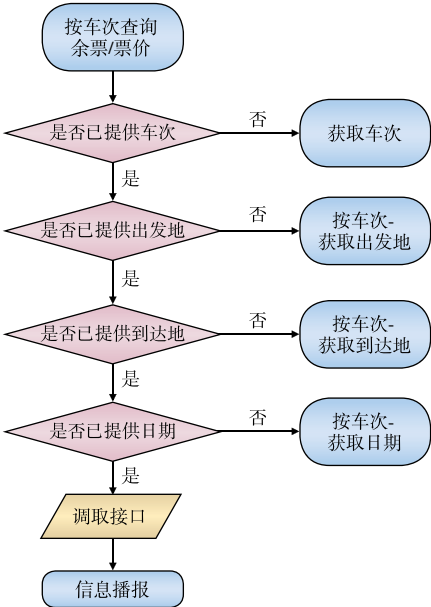 按车次查询
余票/票价
是否已提供车次
否
获取车次
是
是否已提供出发地
否
按车次-
获取出发地
是
是否已提供到达地
否
按车次-
获取到达地
是
是否已提供日期
否
按车次-
获取日期
是
调取接口
信息播报